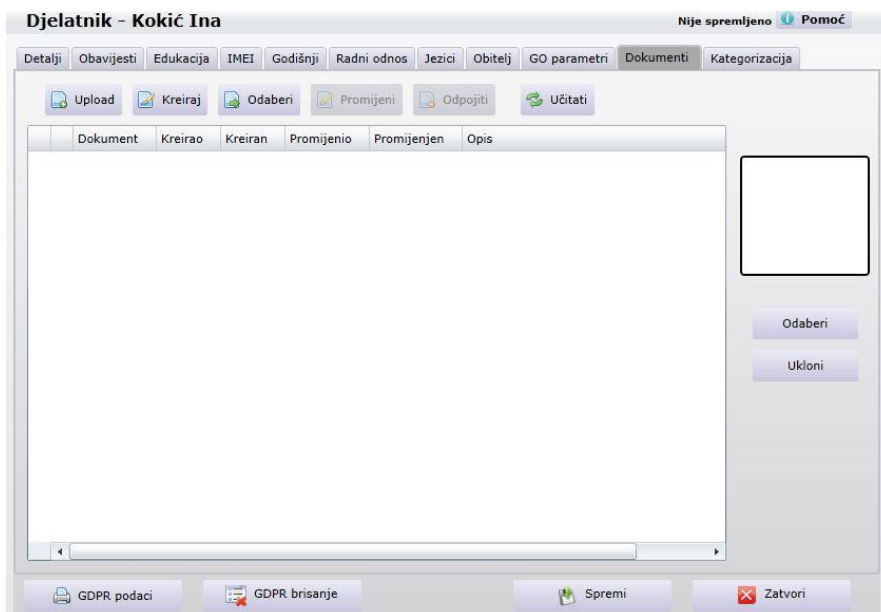 Djelatnik - Kokić Ina
Nije spremljeno Pomoć
Detalji Obavijesti Edukacija IMEI Godišnji Radni odnos Jezici Obitelj GO parametri Dokumenti Kategorizacija
Upload Kreiraj Odaberi Promijeni Odpojiti Učitati
Dokument Kreirao Kreiran Promijenio Promijenjen Opis
Odaberi
Ukloni
GDPR podaci GDPR brisanje Spremi Zatvori